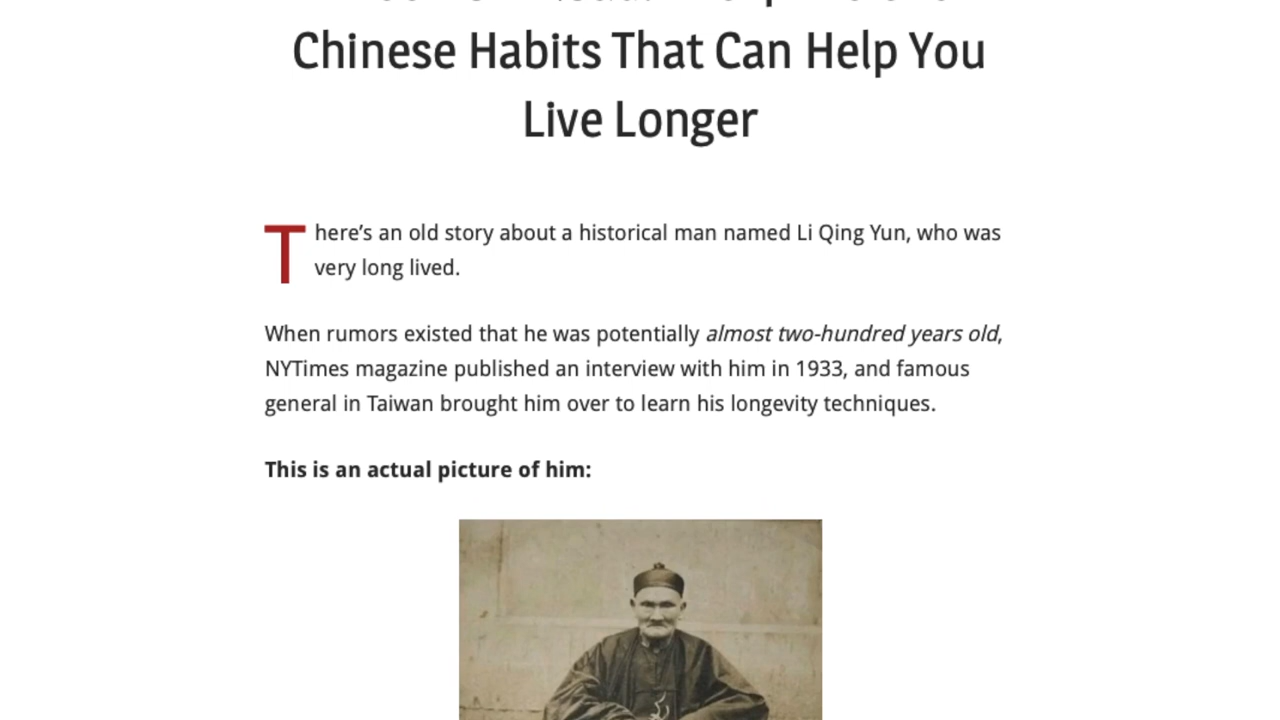 Chinese Habits That Can Help You
Live Longer
There’s an old story about a historical man named Li Qing Yun, who was
very long lived.
When rumors existed that he was potentially almost two-hundred years old,
NYTimes magazine published an interview with him in 1933, and famous
general in Taiwan brought him over to learn his longevity techniques.
This is an actual picture of him: